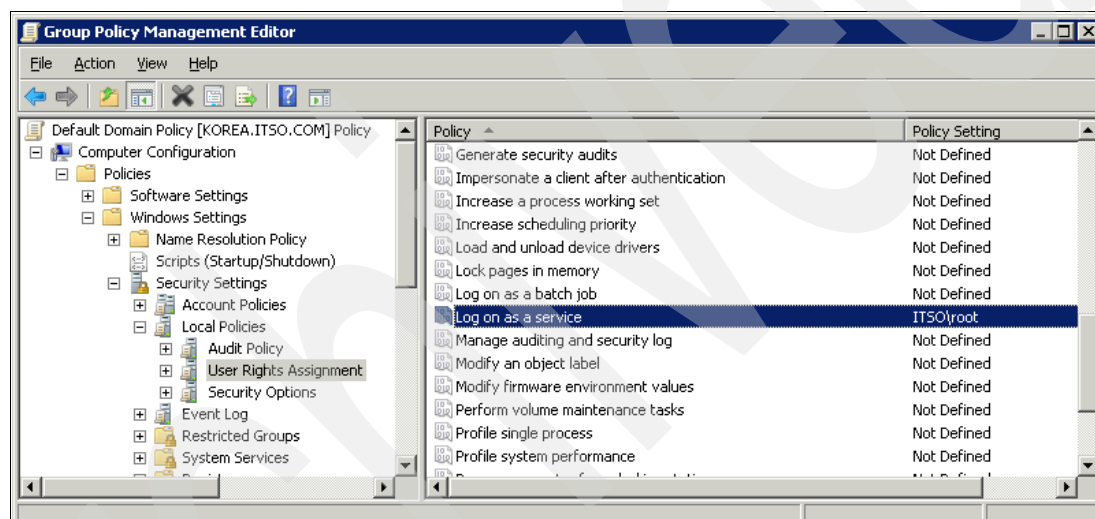 Group Policy Management Editor
File Action View Help
Default Domain Policy [KOREA.ITSO.COM] Policy
Computer Configuration
Policies
Software Settings
Windows Settings
Name Resolution Policy
Scripts (Startup/Shutdown)
Security Settings
Account Policies
Local Policies
Audit Policy
User Rights Assignment
Security Options
Event Log
Restricted Groups
System Services
Policy Policy Setting
Generate security audits Not Defined
Impersonate a client after authentication Not Defined
Increase a process working set Not Defined
Increase scheduling priority Not Defined
Load and unload device drivers Not Defined
Lock pages in memory Not Defined
Log on as a batch job Not Defined
Log on as a service ITSO\root
Manage auditing and security log Not Defined
Modify an object label Not Defined
Modify firmware environment values Not Defined
Perform volume maintenance tasks Not Defined
Profile single process Not Defined
Profile system performance Not Defined